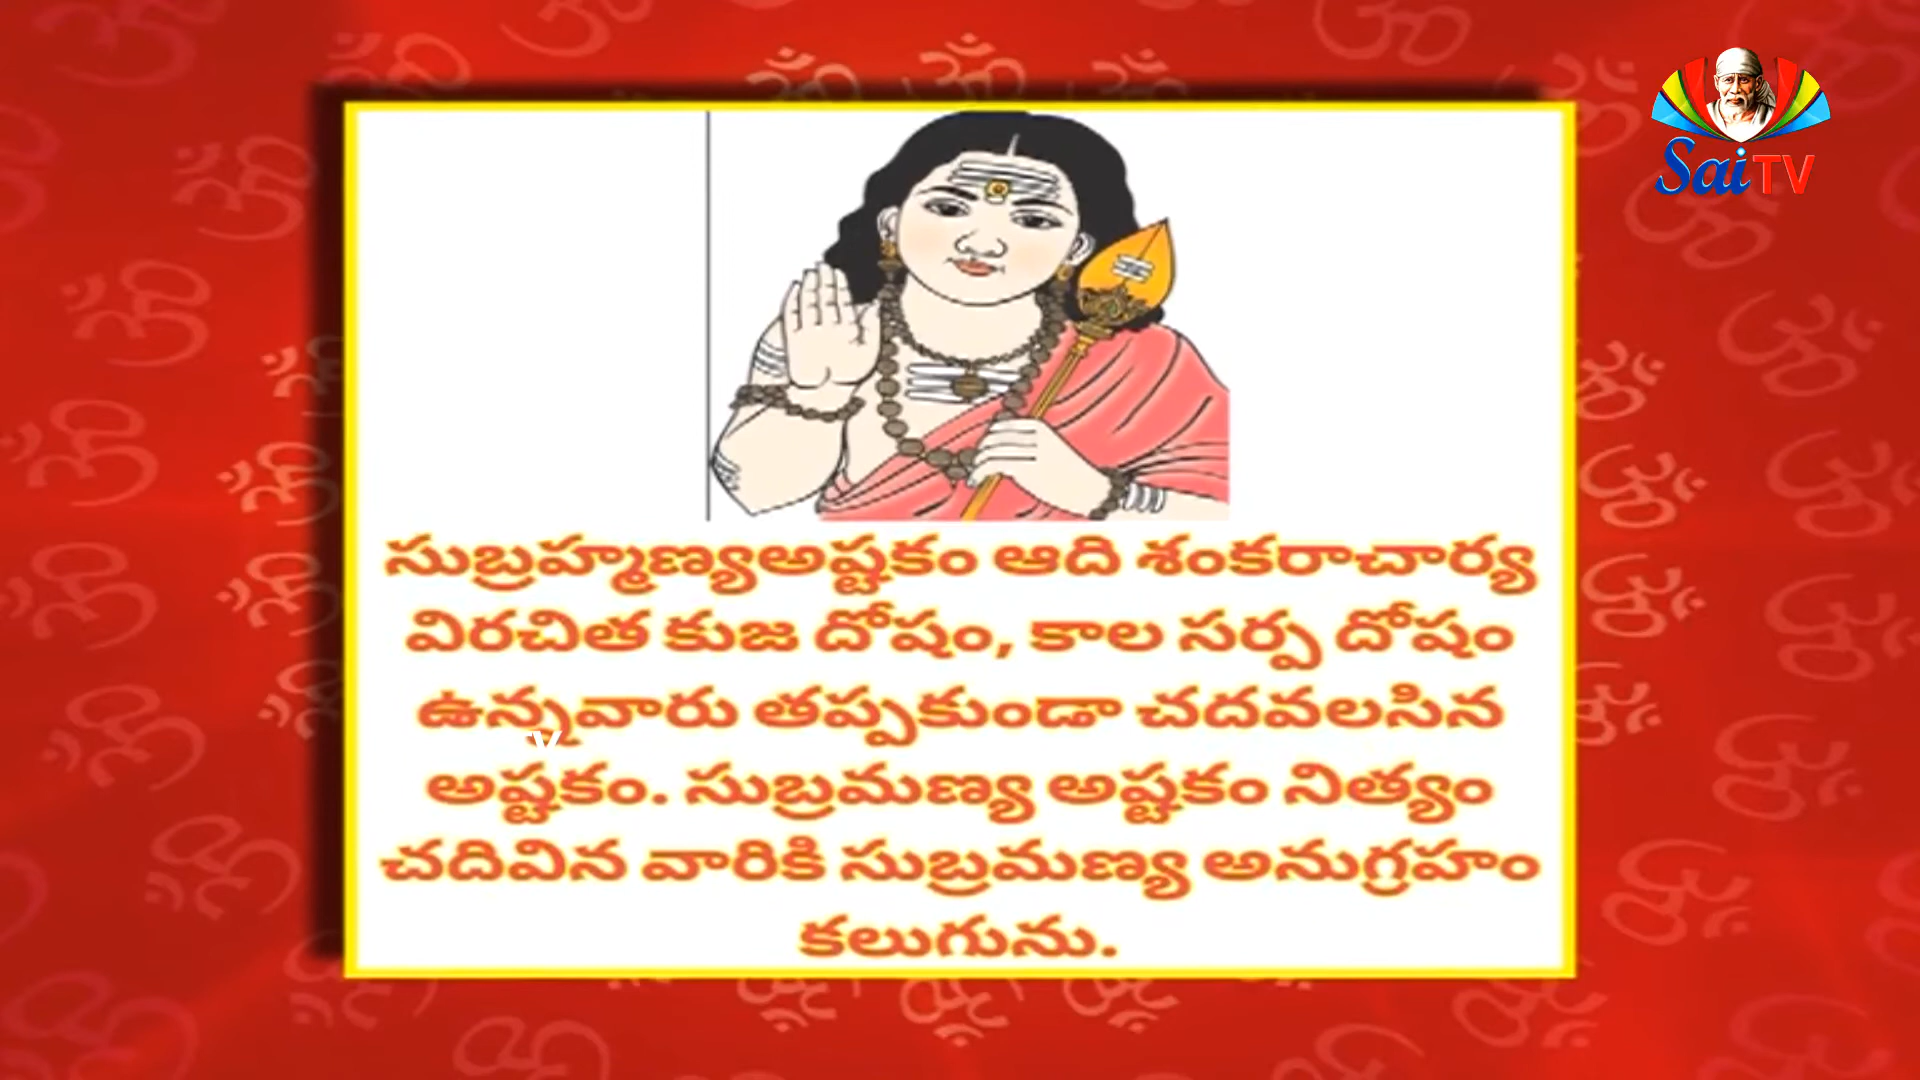 Sai TV
సుబ్రహ్మణ్యఅష్టకం ఆది శంకరాచార్య
విరచిత కుజ దోషం, కాల సర్ప దోషం
ఉన్నవారు తప్పకుండా చదవలసిన
TV
అష్టకం. సుబ్రమణ్య అష్టకం నిత్యం
చదివిన వారికి సుబ్రమణ్య అనుగ్రహం
కలుగును.